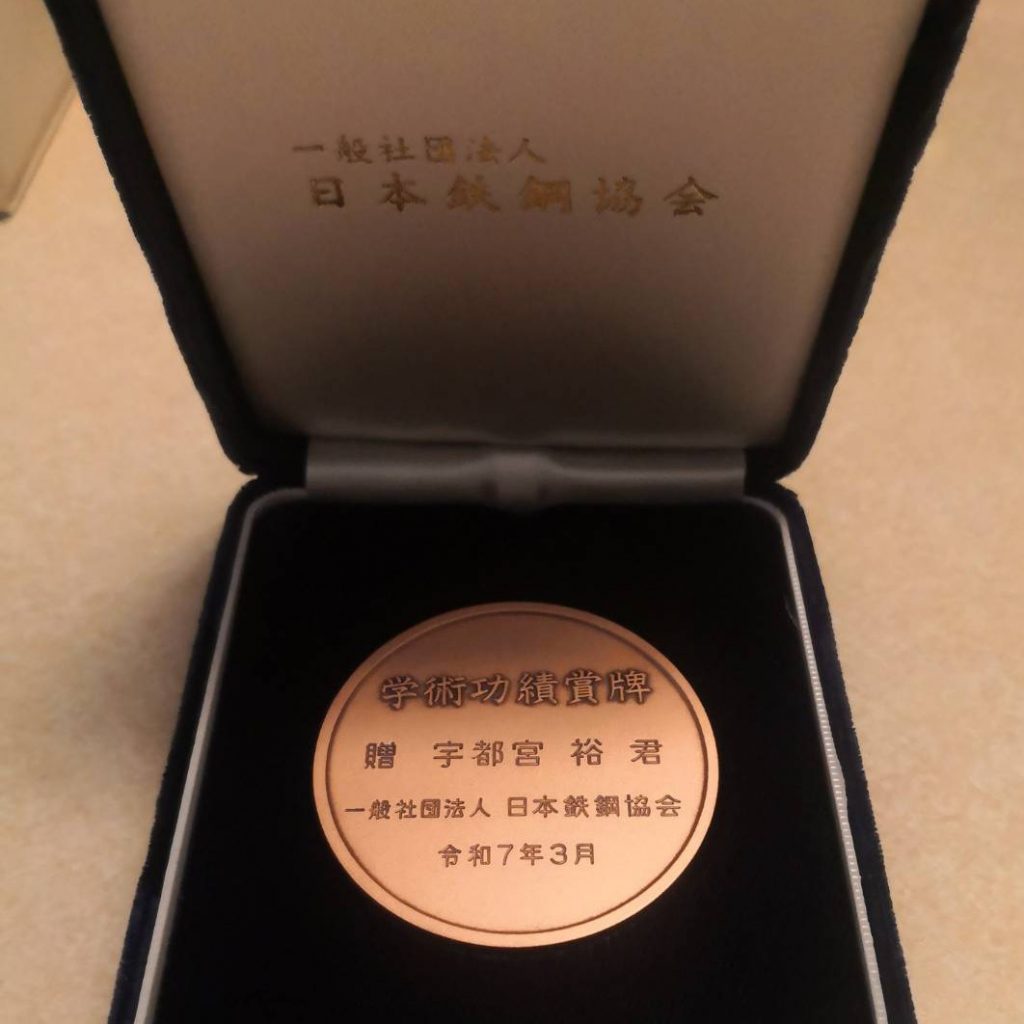 一般社団法人
日本鉄鋼協会
学術功績賞牌
贈 宇都宮 裕 君
一般社団法人 日本鉄鋼協会
令和7年3月